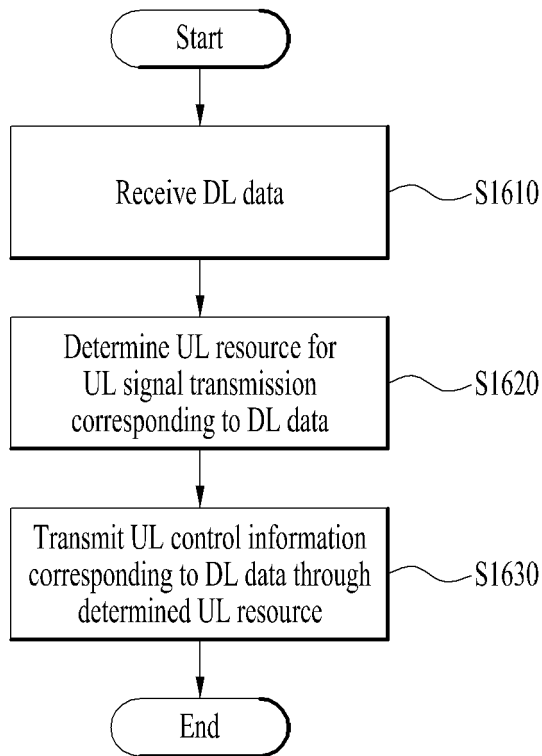 Start
Receive DL data
S1610
Determine UL resource for
UL signal transmission
corresponding to DL data
S1620
Transmit UL control information
corresponding to DL data through
determined UL resource
S1630
End